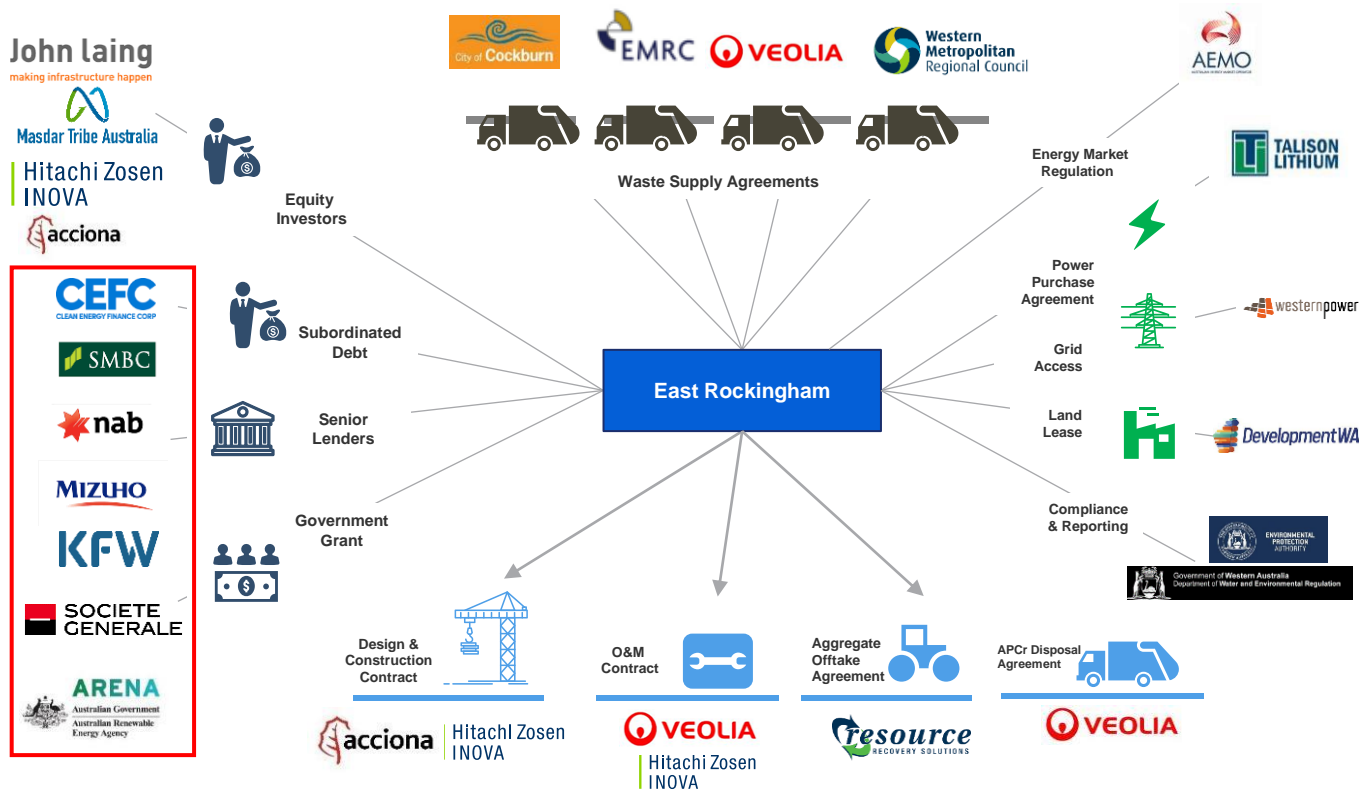 John laing
making infrastructure happen
Masdar Tribe Australia
Hitachi Zosen
INOVA
acciona
CEFC
CLEAN ENERGY FINANCE CORP
SMBC
nab
MIZUHO
KFW
SOCIETE
GENERALE
ARENA
Australian Government
Australian Renewable
Energy Agency
City of Cockburn
EMRC
VEOLIA
Western
Metropolitan
Regional Council
AEMO
AUSTRALIAN ENERGY MARKET OPERATOR
TALISON
LITHIUM
Waste Supply Agreements
Energy Market
Regulation
Equity
Investors
Subordinated
Debt
Senior
Lenders
Government
Grant
East Rockingham
Power
Purchase
Agreement
Grid
Access
Land
Lease
Compliance
& Reporting
westernpower
DevelopmentWA
ENVIRONMENTAL
PROTECTION
AUTHORITY
Government of Western Australia
Department of Water and Environmental Regulation
Design &
Construction
Contract
O&M
Contract
Aggregate
Offtake
Agreement
APCr Disposal
Agreement
acciona
Hitachl Zosen
INOVA
VEOLIA
Hitachi Zosen
INOVA
resource
RECOVERY SOLUTIONS
VEOLIA